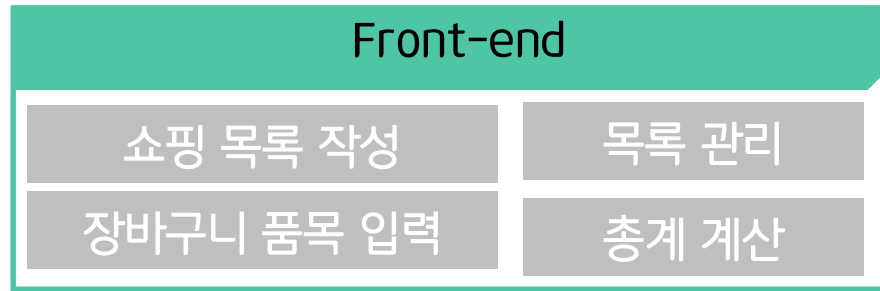 Front-end
쇼핑 목록 작성
목록 관리
장바구니 품목 입력
총계 계산